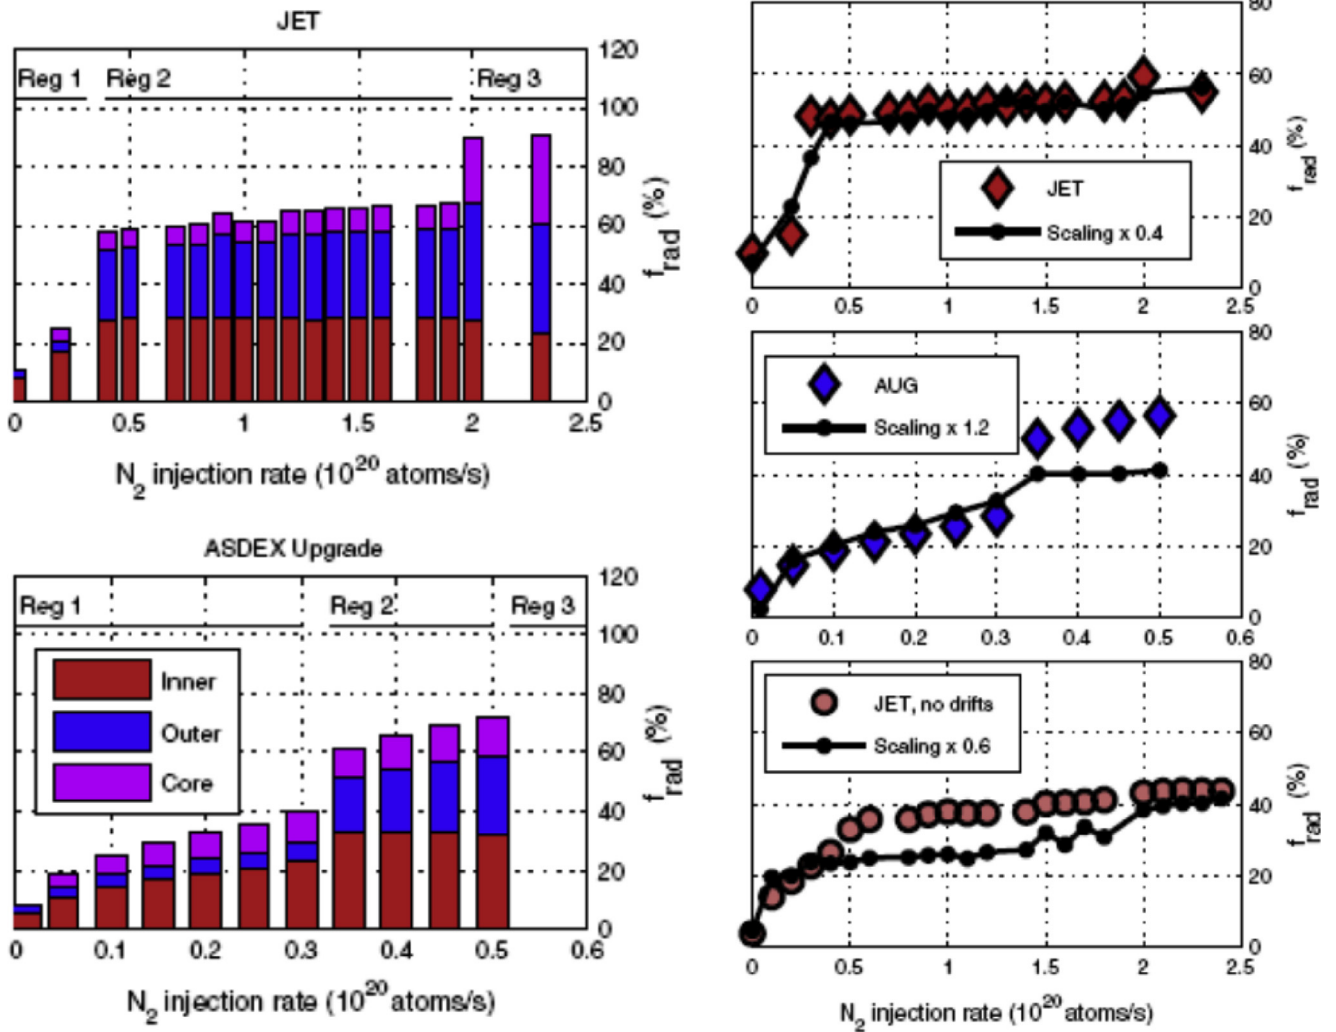 JET
Reg 1 Reg 2 Reg 3
120
100
80
60
40
20
0
f_rad (%)
0 0.5 1 1.5 2 2.5
N_2 injection rate (10^20 atoms/s)
ASDEX Upgrade
Reg 1 Reg 2 Reg 3
120
100
80
60
40
20
0
f_rad (%)
Inner
Outer
Core
0 0.1 0.2 0.3 0.4 0.5 0.6
N_2 injection rate (10^20 atoms/s)
80
60
40
20
0
f_rad (%)
JET
Scaling x 0.4
0 0.5 1 1.5 2 2.5
80
60
40
20
0
f_rad (%)
AUG
Scaling x 1.2
0 0.1 0.2 0.3 0.4 0.5 0.6
80
60
40
20
0
f_rad (%)
JET, no drifts
Scaling x 0.6
0 0.5 1 1.5 2 2.5
N_2 injection rate (10^20 atoms/s)